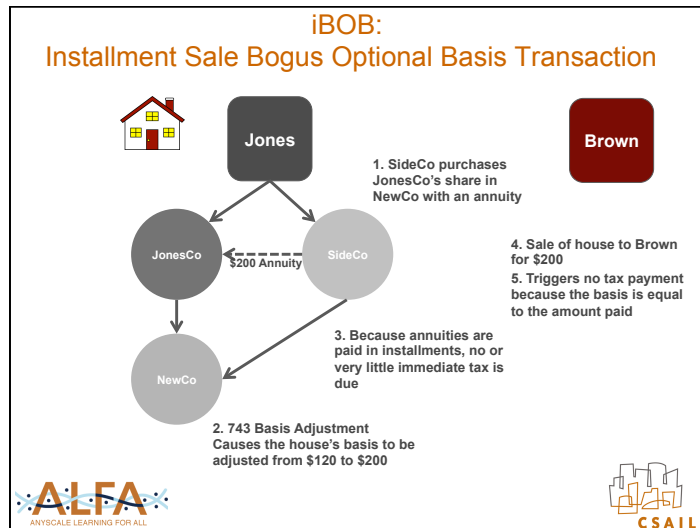 iBOB:
Installment Sale Bogus Optional Basis Transaction
Jones
Brown
1. SideCo purchases
JonesCo's share in
NewCo with an annuity
JonesCo
$200 Annuity
SideCo
4. Sale of house to Brown
for $200
5. Triggers no tax payment
because the basis is equal
to the amount paid
3. Because annuities are
paid in installments, no or
very little immediate tax is
due
NewCo
2. 743 Basis Adjustment
Causes the house's basis to be
adjusted from $120 to $200
ALFA
ANYSCALE LEARNING FOR ALL
CSAIL